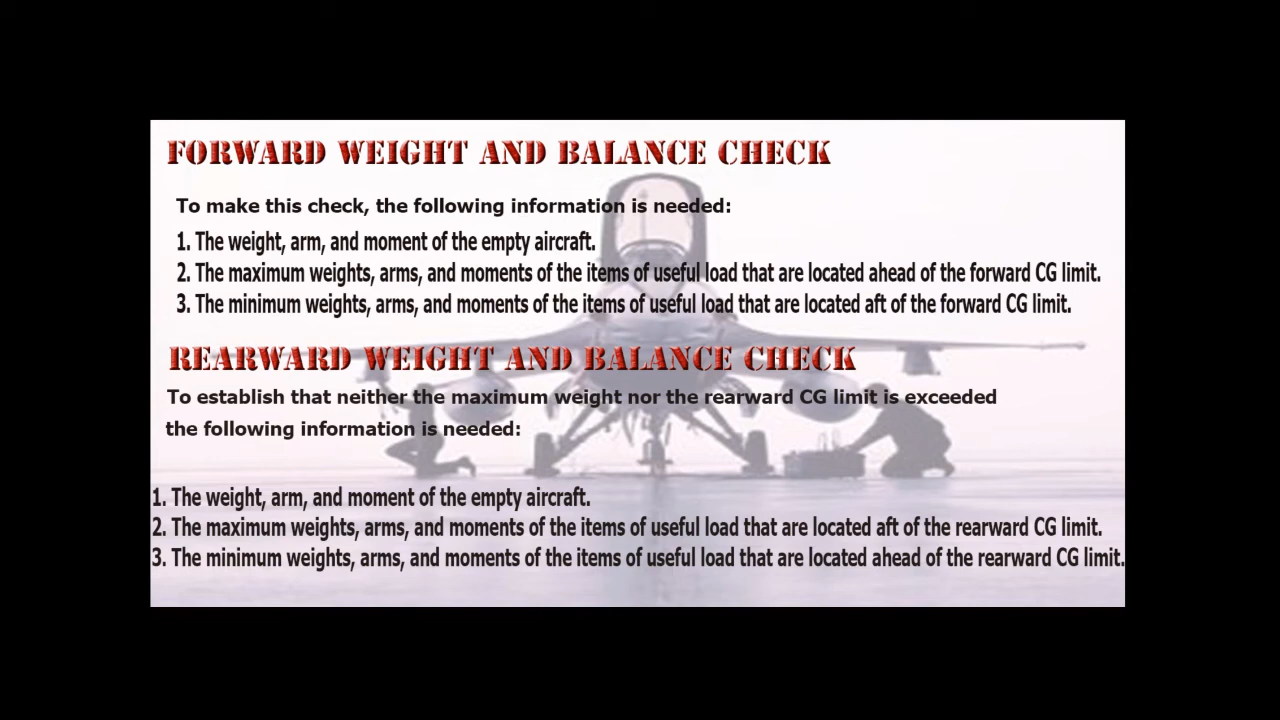 FORWARD WEIGHT AND BALANCE CHECK
To make this check, the following information is needed:
1. The weight, arm, and moment of the empty aircraft.
2. The maximum weights, arms, and moments of the items of useful load that are located ahead of the forward CG limit.
3. The minimum weights, arms, and moments of the items of useful load that are located aft of the forward CG limit.
REARWARD WEIGHT AND BALANCE CHECK
To establish that neither the maximum weight nor the rearward CG limit is exceeded
the following information is needed:
1. The weight, arm, and moment of the empty aircraft.
2. The maximum weights, arms, and moments of the items of useful load that are located aft of the rearward CG limit.
3. The minimum weights, arms, and moments of the items of useful load that are located ahead of the rearward CG limit.